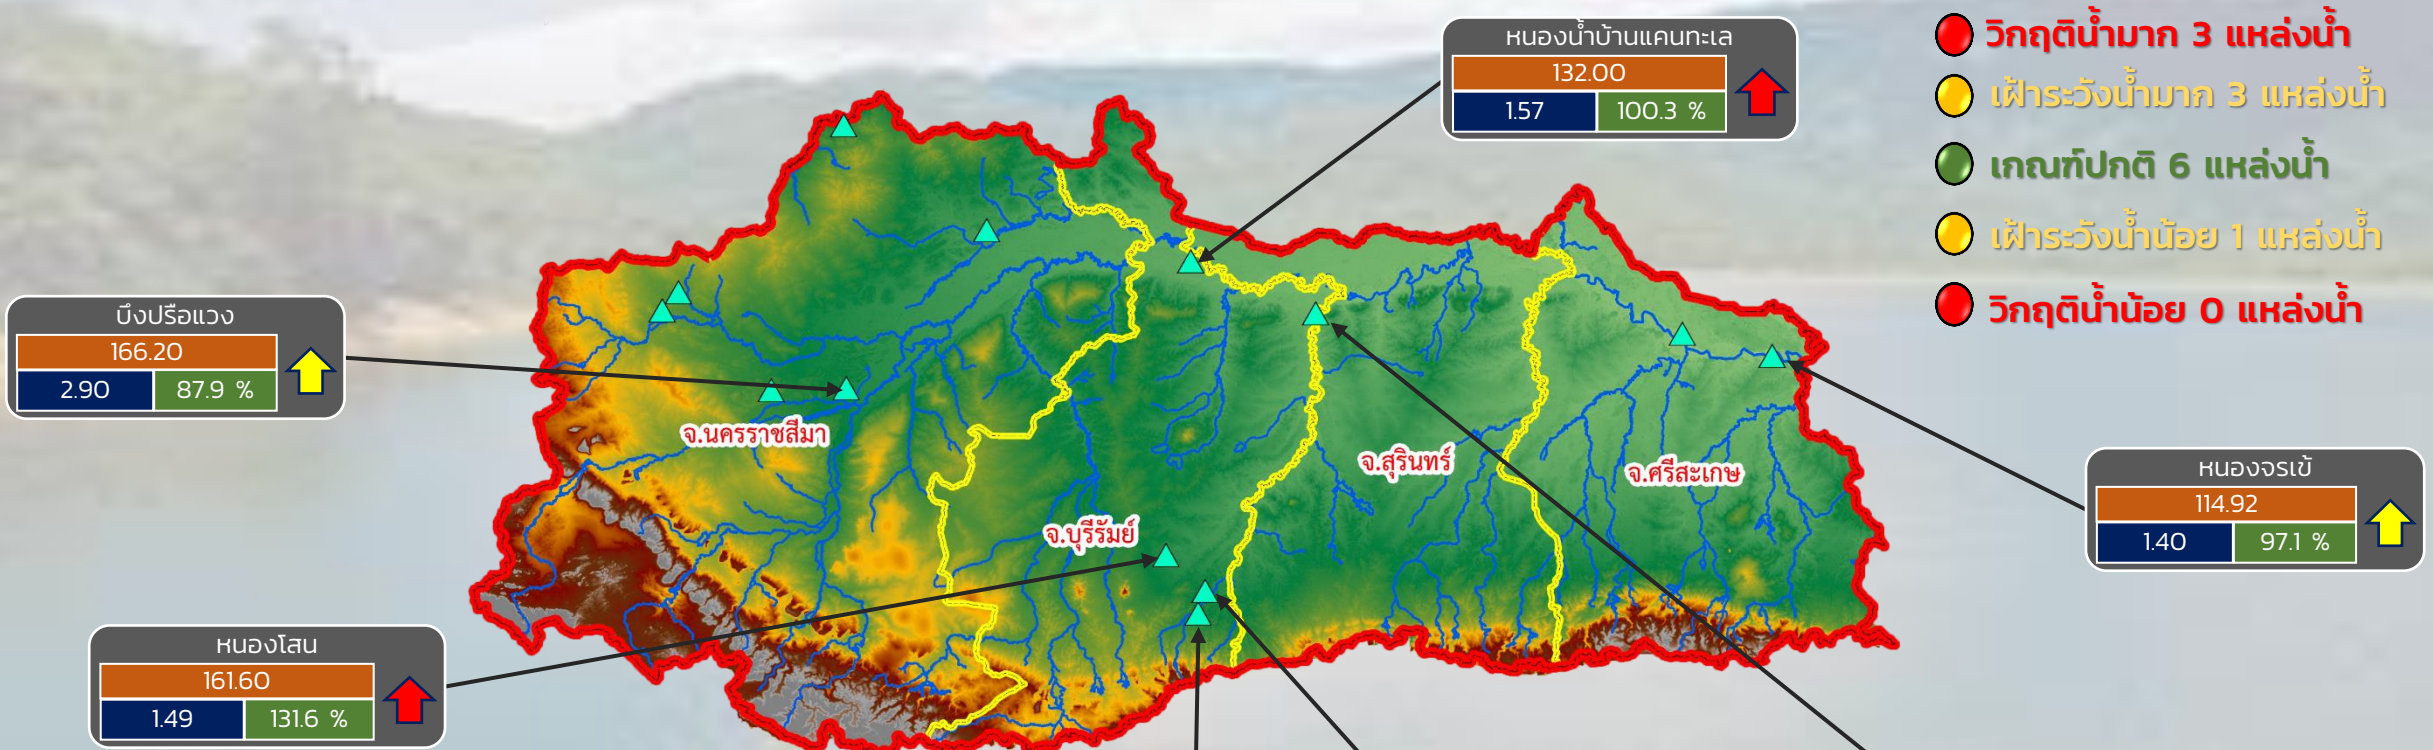 หนองน้ำบ้านแคนทะเล
132.00
1.57 100.3 %
วิกฤติน้ำมาก 3 แหล่งน้ำ
เฝ้าระวังน้ำมาก 3 แหล่งน้ำ
เกณฑ์ปกติ 6 แหล่งน้ำ
เฝ้าระวังน้ำน้อย 1 แหล่งน้ำ
วิกฤติน้ำน้อย 0 แหล่งน้ำ
บึงปรือแวง
166.20
2.90 87.9 %
จ.นครราชสีมา
จ.สุรินทร์
จ.ศรีสะเกษ
จ.บุรีรัมย์
หนองจรเข้
114.92
1.40 97.1 %
หนองโสน
161.60
1.49 131.6 %